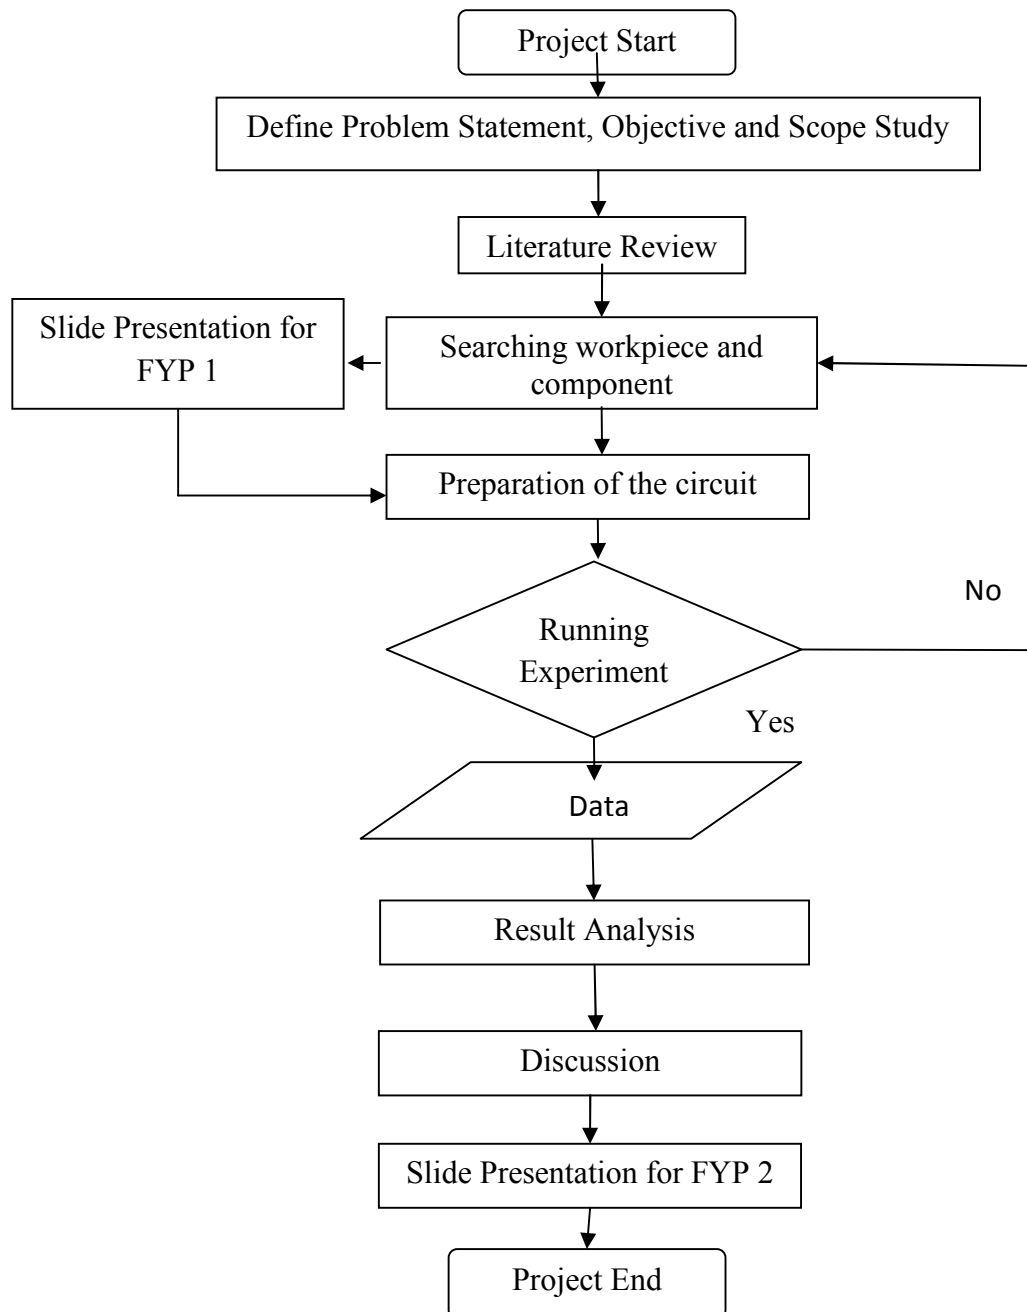 Project Start
Define Problem Statement, Objective and Scope Study
Literature Review
Slide Presentation for
FYP 1
Searching workpiece and
component
Preparation of the circuit
No
Running
Experiment
Yes
Data
Result Analysis
Discussion
Slide Presentation for FYP 2
Project End